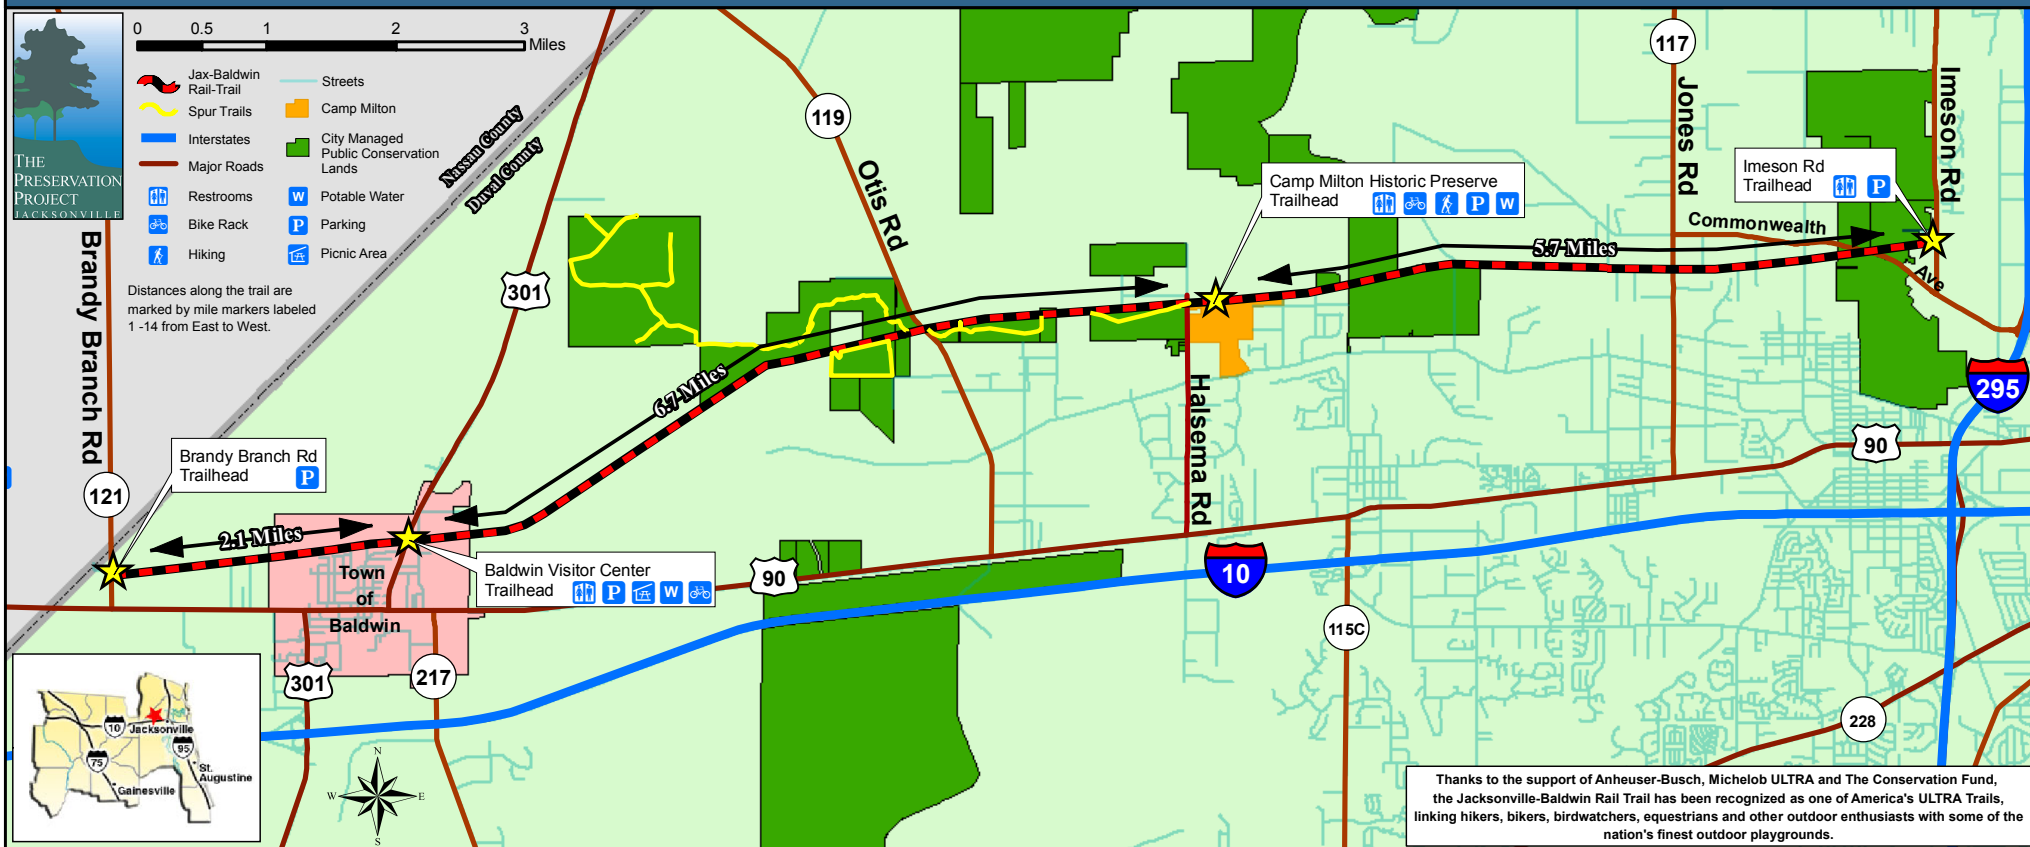 0 0.5 1 2 3
Miles
THE
PRESERVATION
PROJECT
JACKSONVILLE
Jax-Baldwin
Rail-Trail
Spur Trails
Interstates
Major Roads
Restrooms
Bike Rack
Hiking
Streets
Camp Milton
City Managed
Public Conservation
Lands
W Potable Water
P Parking
Picnic Area
Distances along the trail are
marked by mile markers labeled
1 -14 from East to West.
Nassau County
Duval County
Brandy Branch Rd
121
Brandy Branch Rd
Trailhead P
2.1 Miles
Town
of
Baldwin
301
301
217
Baldwin Visitor Center
Trailhead P W
6.7 Miles
119
Otis Rd
90
Camp Milton Historic Preserve
Trailhead P W
Halsema Rd
10
115C
5.7 Miles
117
Jones Rd
Commonwealth
Ave
Imeson Rd
Trailhead P
Imeson Rd
295
90
228
10
Jacksonville
95
75
St.
Augustine
Gainesville
N
W E
S
Thanks to the support of Anheuser-Busch, Michelob ULTRA and The Conservation Fund,
the Jacksonville-Baldwin Rail Trail has been recognized as one of America's ULTRA Trails,
linking hikers, bikers, birdwatchers, equestrians and other outdoor enthusiasts with some of the
nation's finest outdoor playgrounds.